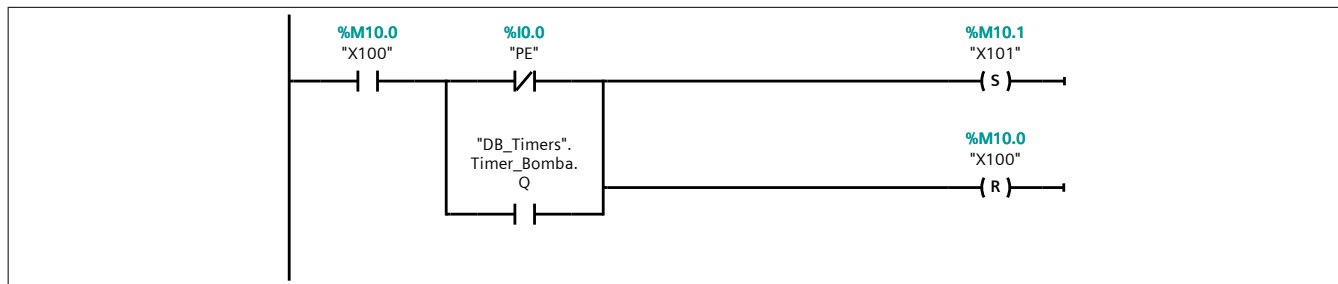 %M10.0
"X100"
%I0.0
"PE"
%M10.1
"X101"
S
"DB_Timers".
Timer_Bomba.
Q
%M10.0
"X100"
R